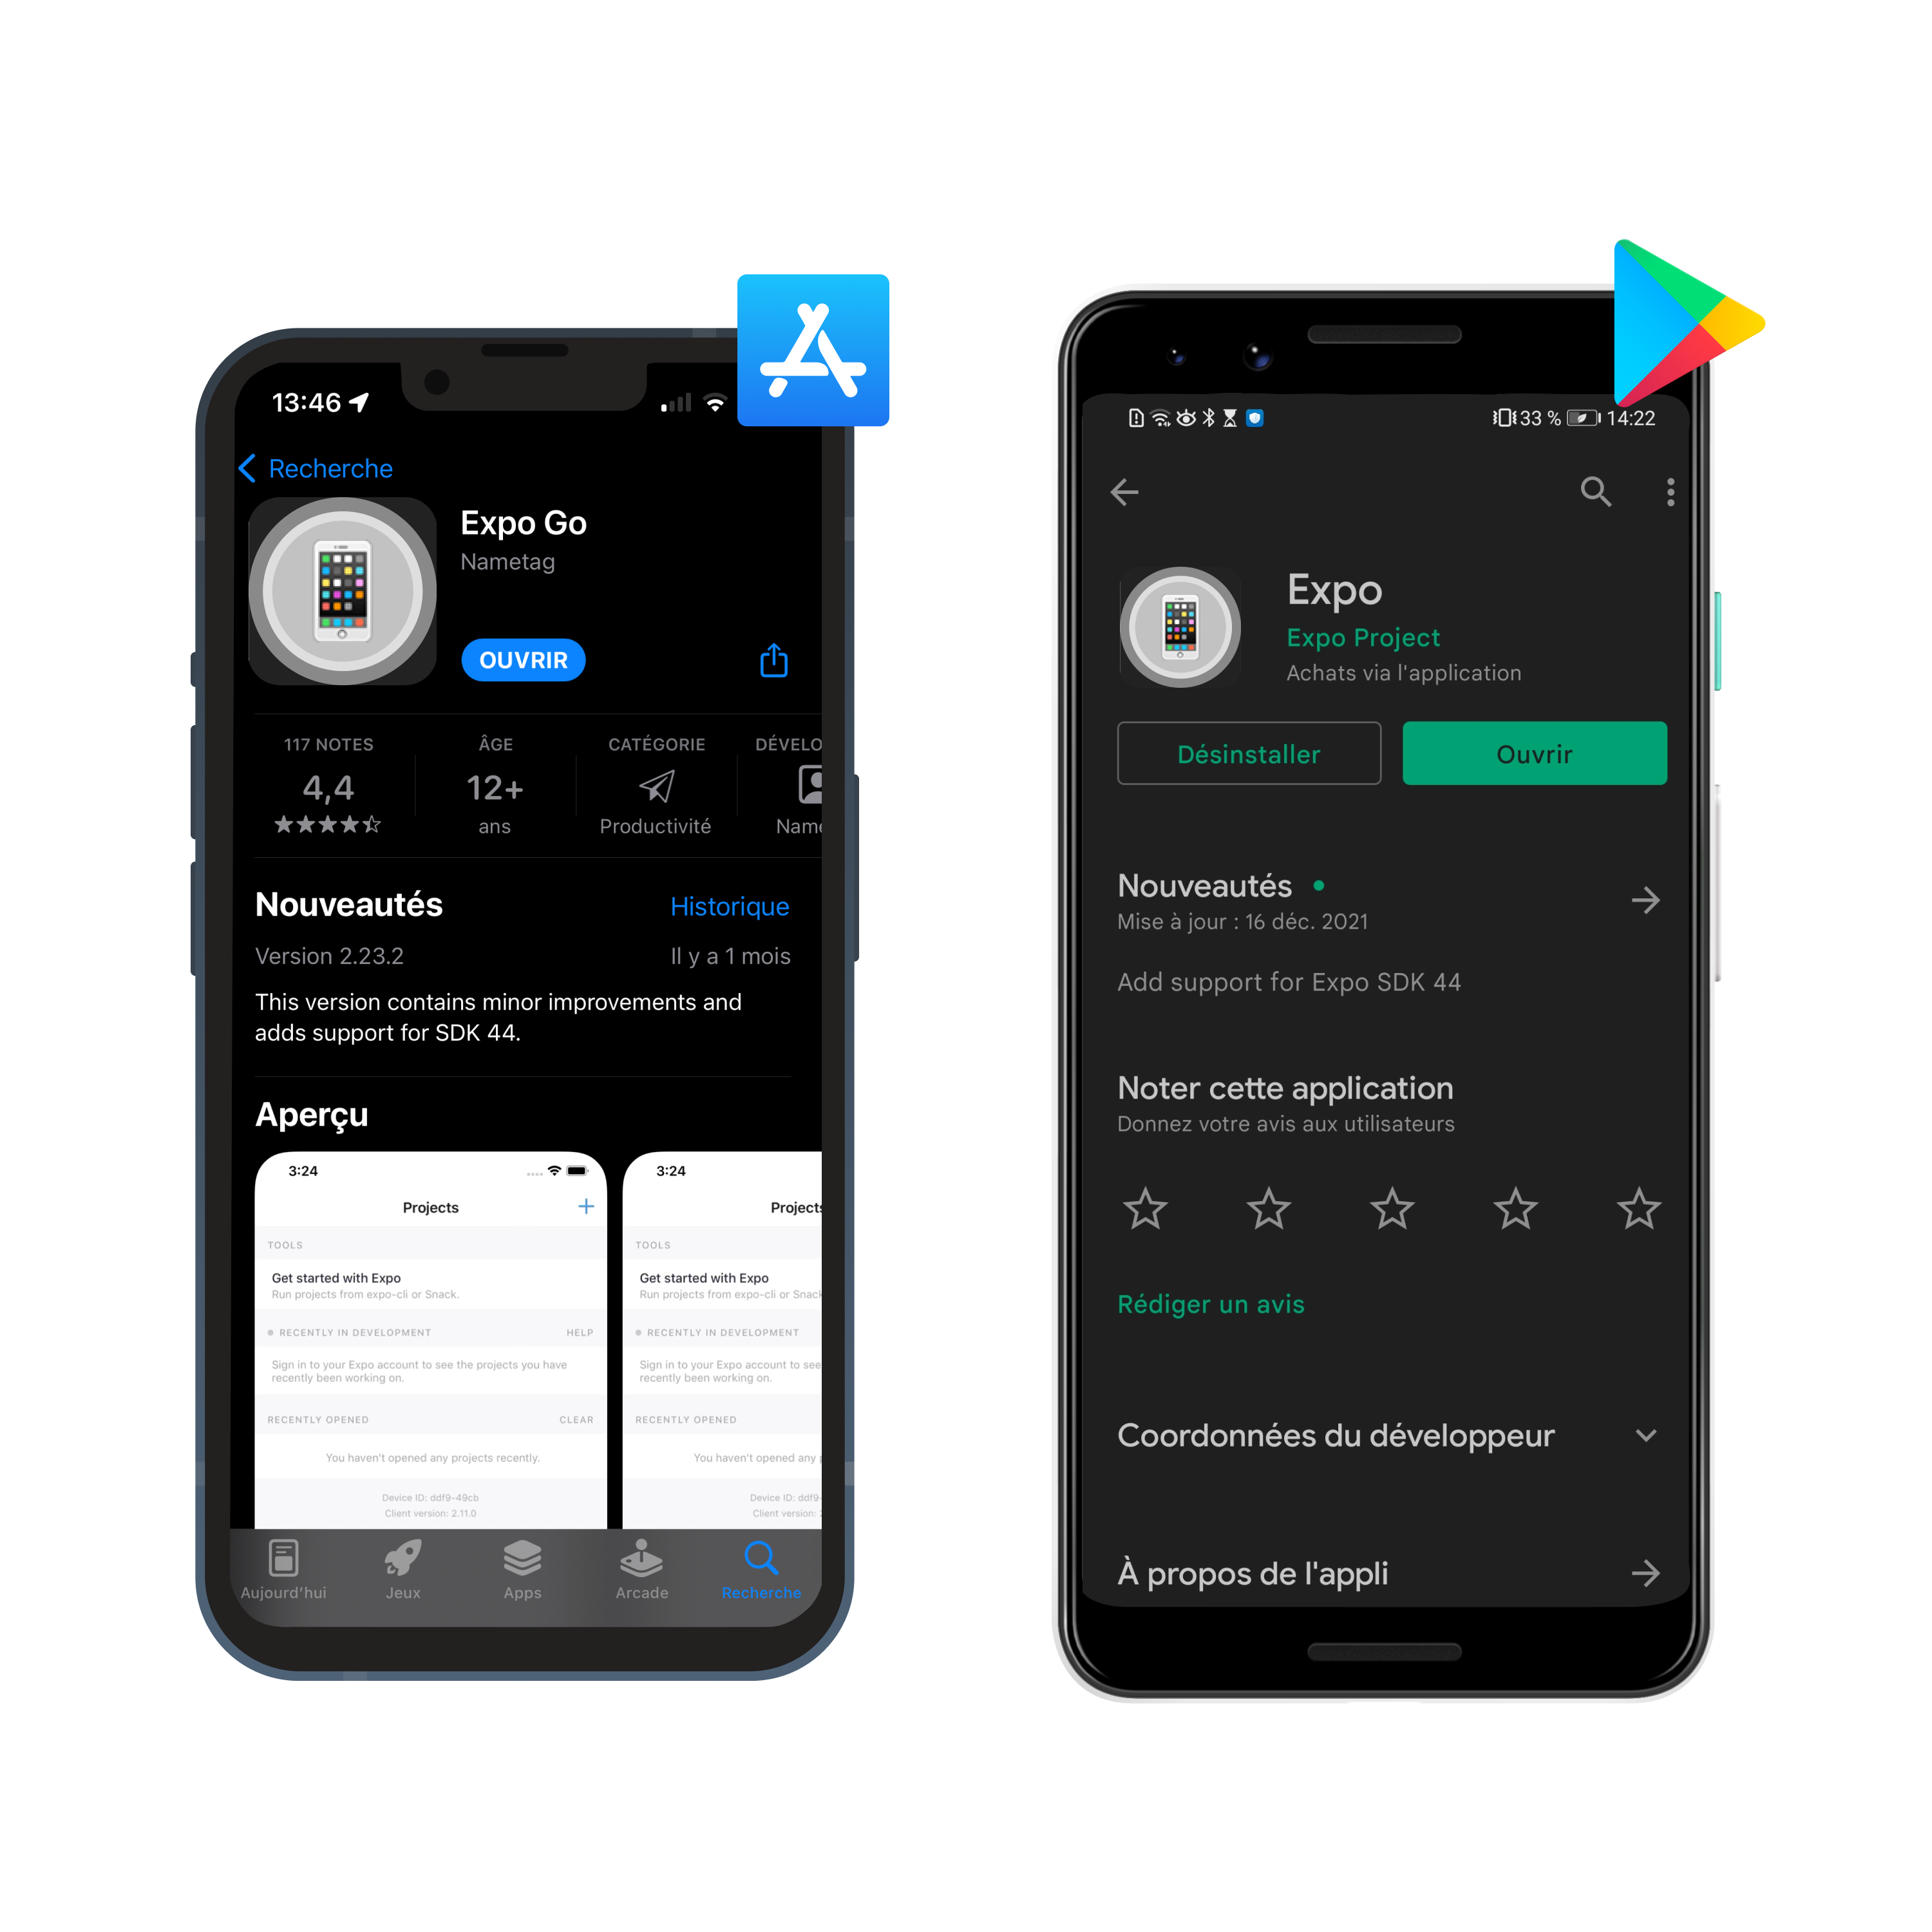 13:46
Recherche
Expo Go
Nametag
OUVRIR
117 NOTES
4,4
ÂGE
12+
ans
CATÉGORIE
Productivité
DÉVELO
Name
Nouveautés
Historique
Version 2.23.2
Il y a 1 mois
This version contains minor improvements and
adds support for SDK 44.
Aperçu
3:24
Projects
TOOLS
Get started with Expo
Run projects from expo-cli or Snack.
RECENTLY IN DEVELOPMENT
HELP
Sign in to your Expo account to see the projects you have
recently been working on.
RECENTLY OPENED
CLEAR
You haven't opened any projects recently.
Device ID: ddf9-49cb
Client version: 2.11.0
3:24
Projects
TOOLS
Get started with Expo
Run projects from expo-cli or Snack
RECENTLY IN DEVELOPMENT
Sign in to your Expo account to see
recently been working on.
RECENTLY OPENED
You haven't opened any
Device ID: ddf9-
Client version:
Aujourd'hui
Jeux
Apps
Arcade
Recherche
33 % 14:22
Expo
Expo Project
Achats via l'application
Désinstaller
Ouvrir
Nouveautés
Mise à jour : 16 déc. 2021
Add support for Expo SDK 44
Noter cette application
Donnez votre avis aux utilisateurs
Rédiger un avis
Coordonnées du développeur
À propos de l'appli